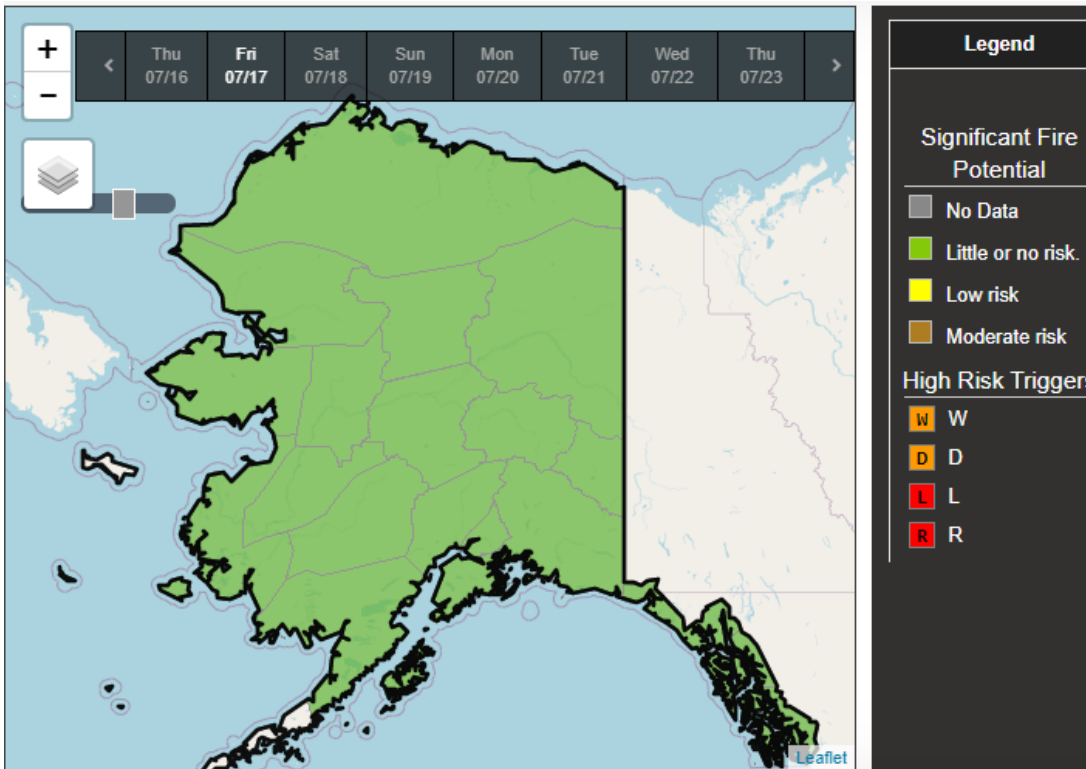 +
−
‹
Thu
07/16
Fri
07/17
Sat
07/18
Sun
07/19
Mon
07/20
Tue
07/21
Wed
07/22
Thu
07/23
›
Leaflet
Legend
Significant Fire
Potential
No Data
Little or no risk.
Low risk
Moderate risk
High Risk Triggers
W W
D D
L L
R R